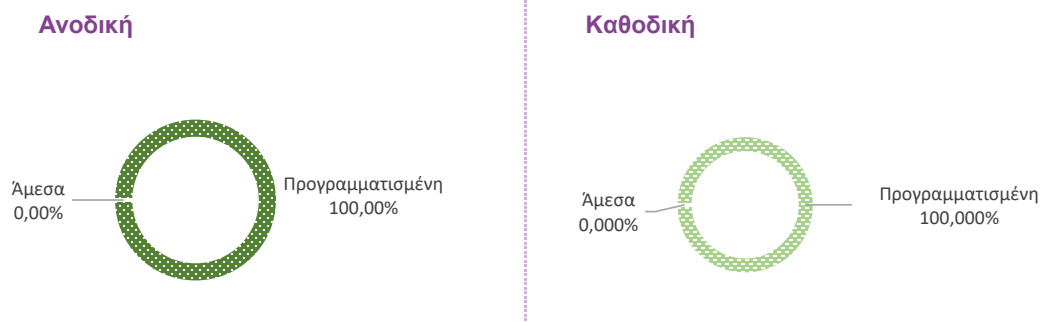 Ανοδική
Άμεσα
0,00%
Προγραμματισμένη
100,00%
Καθοδική
Άμεσα
0,000%
Προγραμματισμένη
100,000%